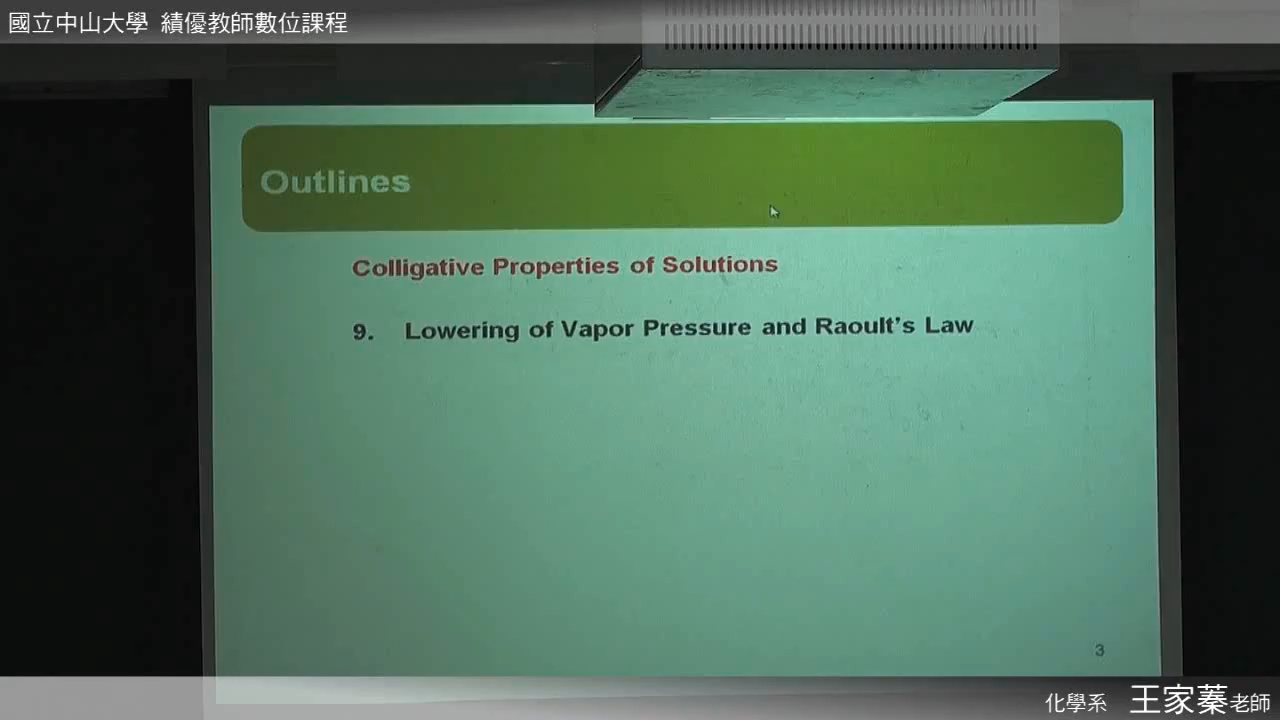 國立中山大學 績優教師數位課程
Outlines
Colligative Properties of Solutions
9. Lowering of Vapor Pressure and Raoult's Law
3
化學系 王家蓁老師